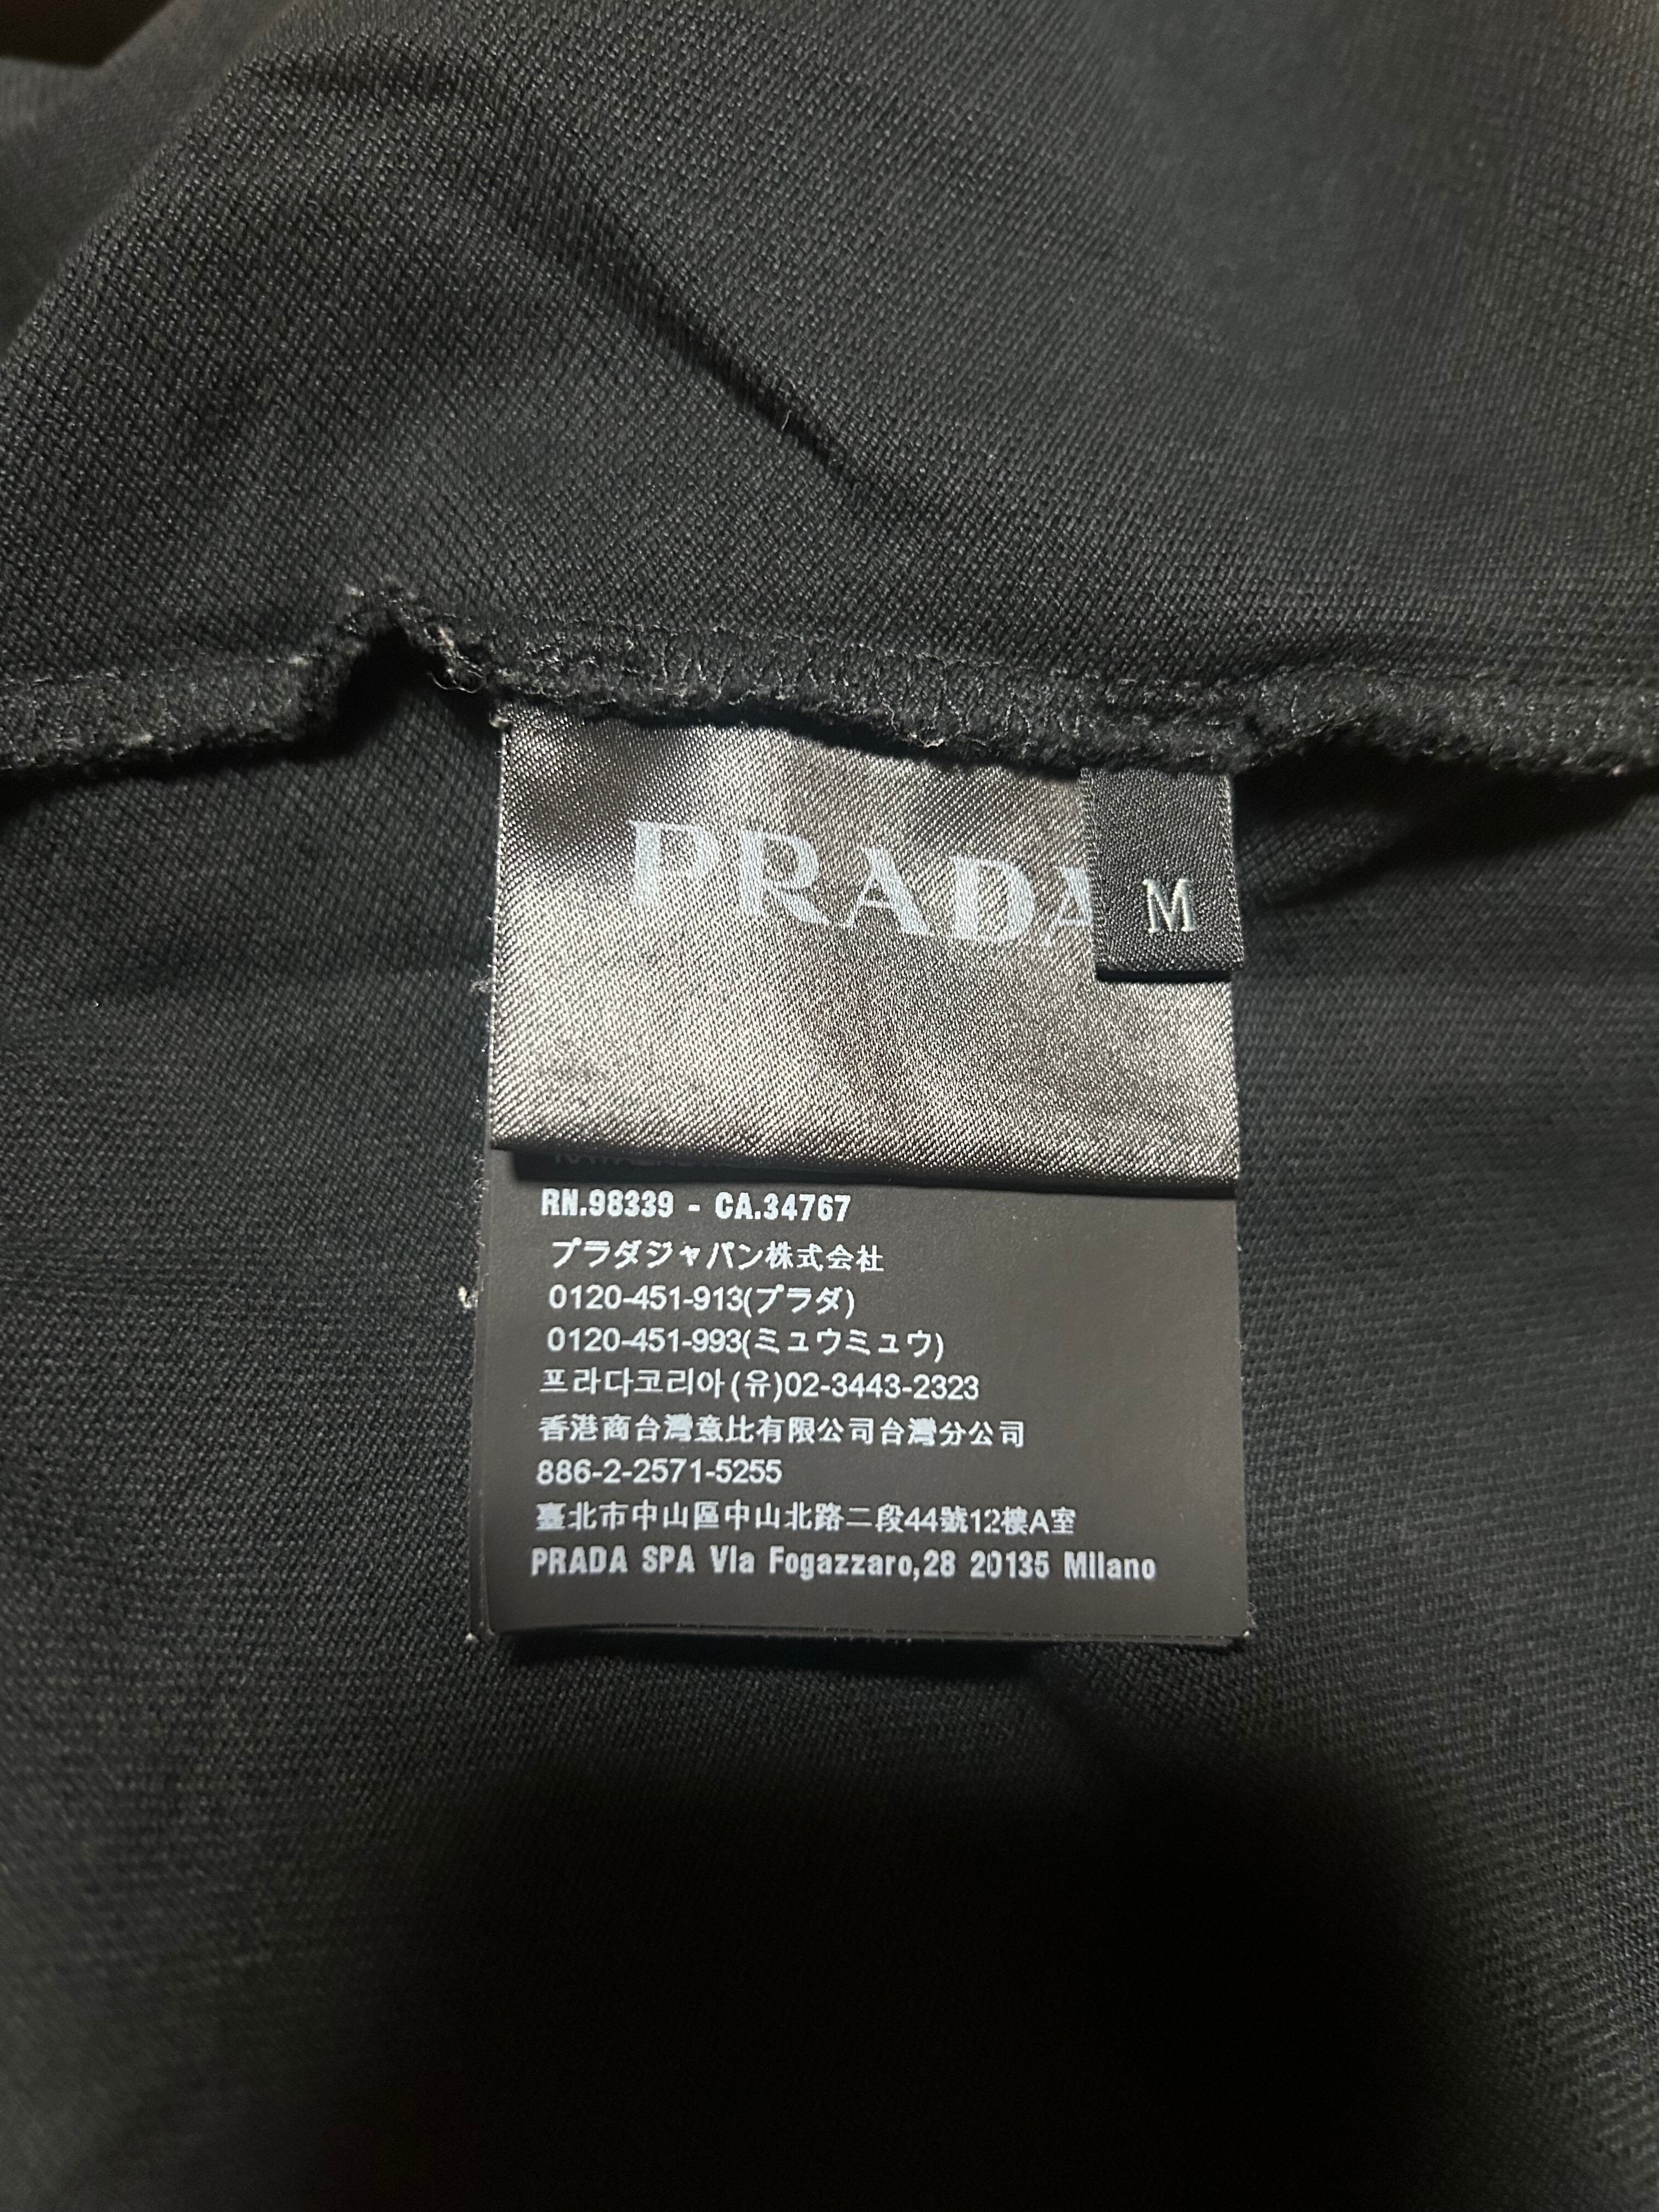 PRADA
M
RN.98339 - CA.34767
プラダジャパン株式会社
0120-451-913(プラダ)
0120-451-993(ミュウミュウ)
프라다코리아(유)02-3443-2323
香港商台灣意比有限公司台灣分公司
886-2-2571-5255
臺北市中山區中山北路二段44號12樓A室
PRADA SPA Via Fogazzaro,28 20135 Milano